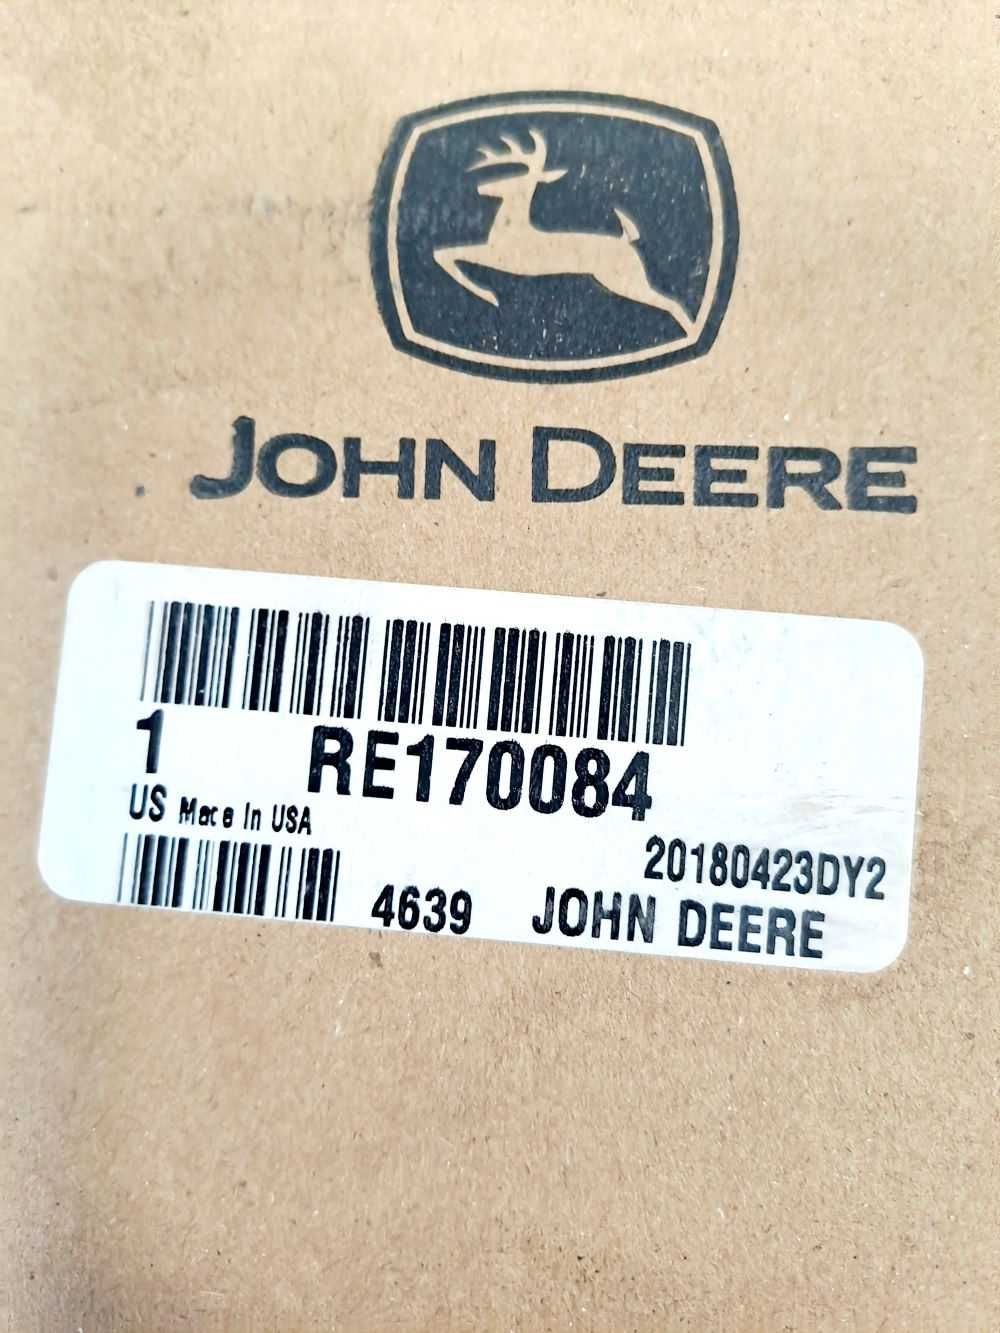 JOHN DEERE
1 RE170084
US Made In USA
20180423DY2
4639 JOHN DEERE